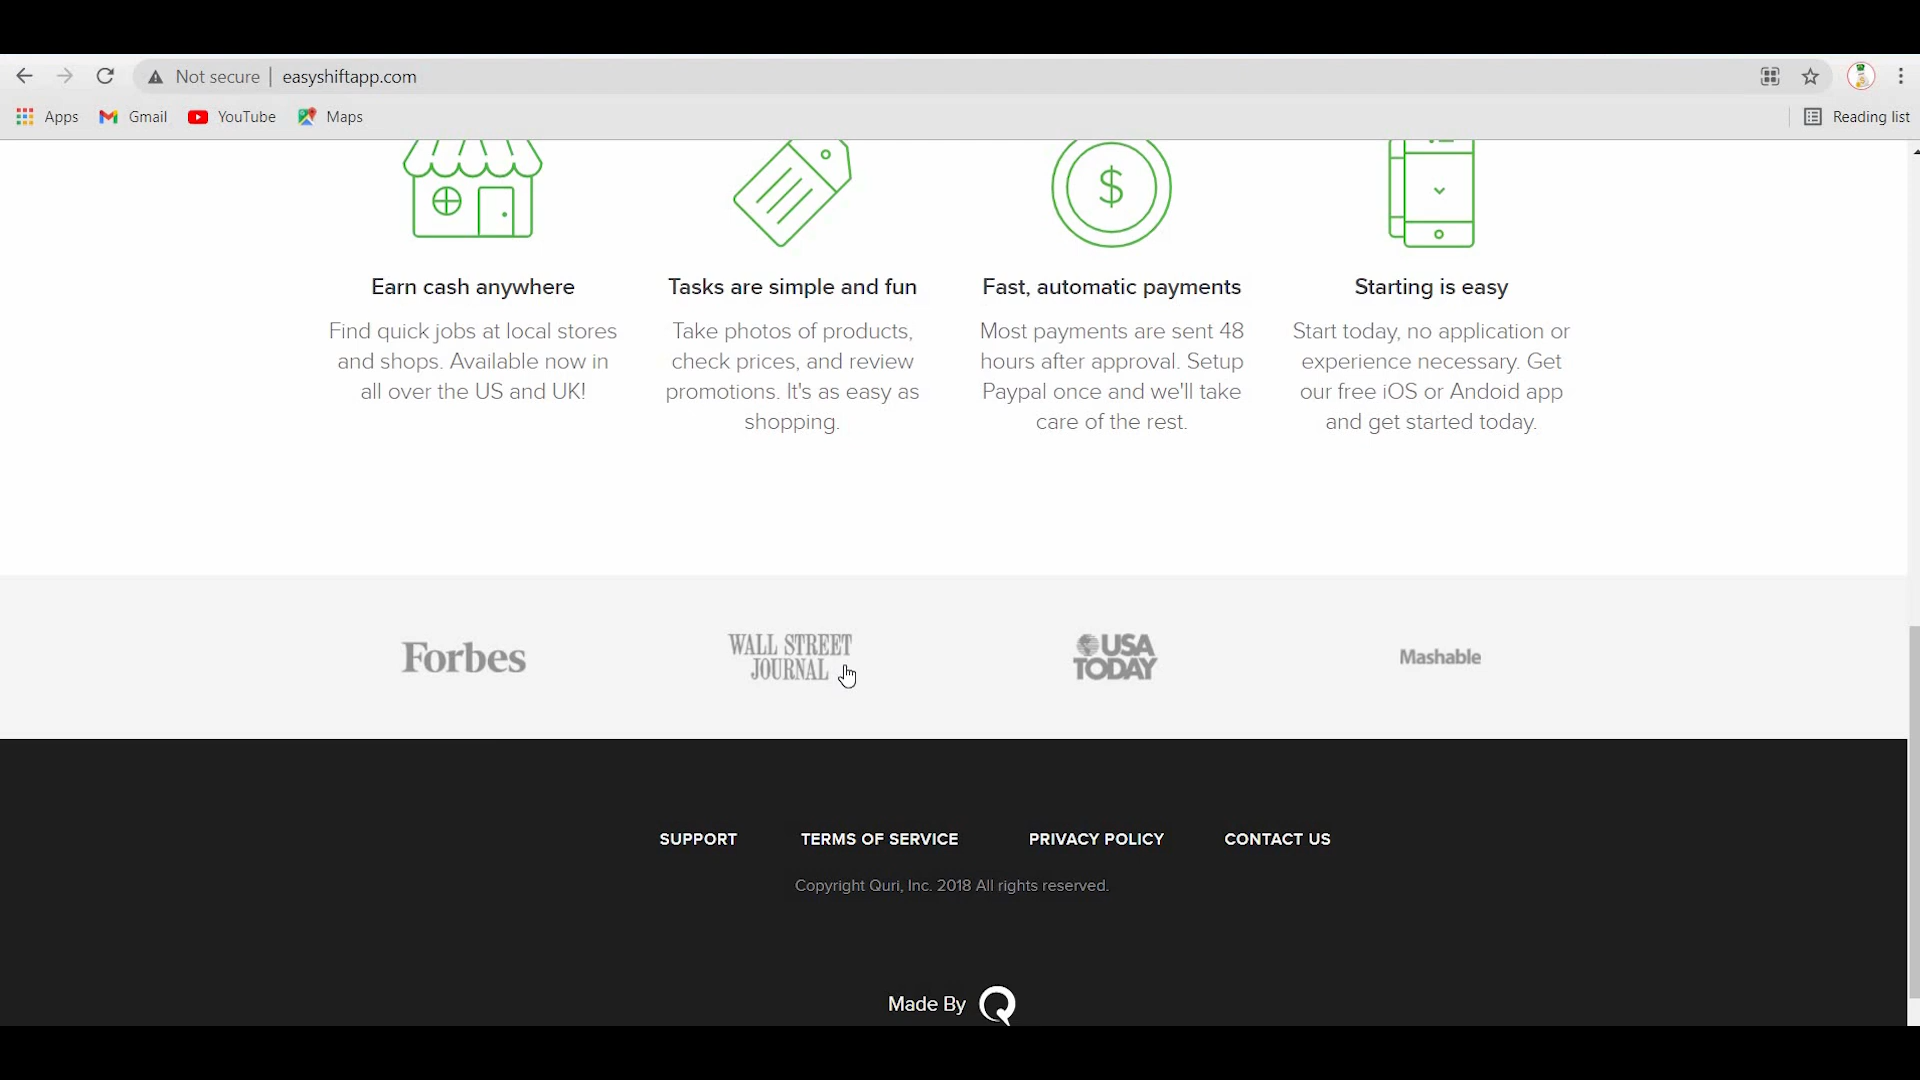 Not secure easyshiftapp.com
Apps Gmail YouTube Maps Reading list
$
Earn cash anywhere
Find quick jobs at local stores
and shops. Available now in
all over the US and UK!
Tasks are simple and fun
Take photos of products,
check prices, and review
promotions. It's as easy as
shopping.
Fast, automatic payments
Most payments are sent 48
hours after approval. Setup
Paypal once and we'll take
care of the rest.
Starting is easy
Start today, no application or
experience necessary. Get
our free iOS or Andoid app
and get started today.
Forbes
WALL STREET
JOURNAL
USA
TODAY
Mashable
SUPPORT TERMS OF SERVICE PRIVACY POLICY CONTACT US
Copyright Quri, Inc. 2018 All rights reserved.
Made By